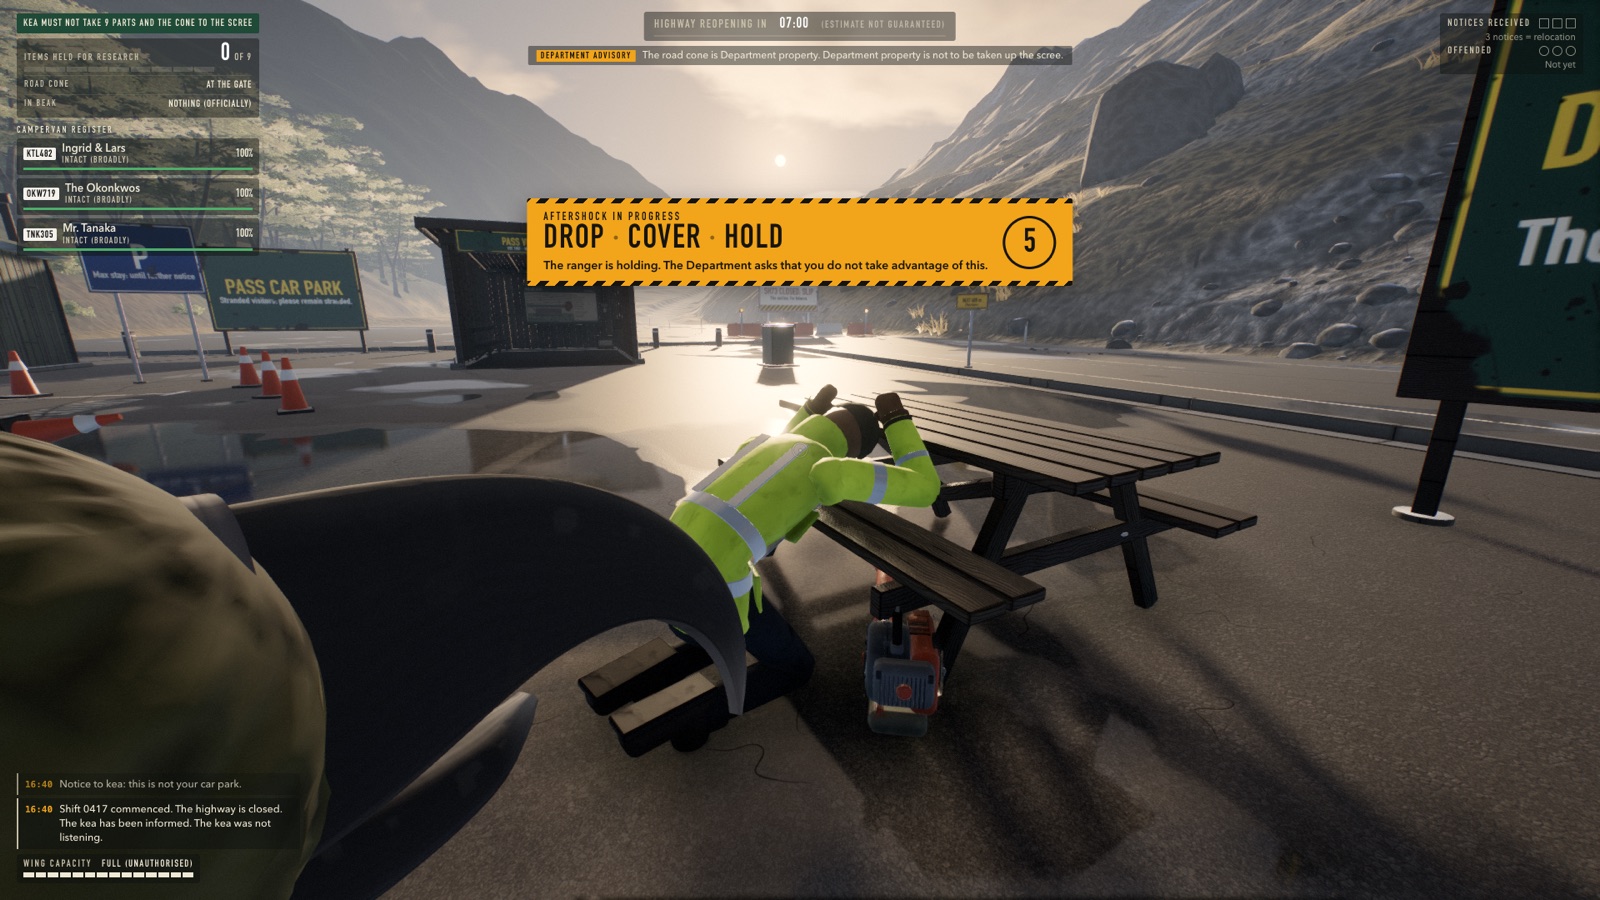 KEA MUST NOT TAKE 9 PARTS AND THE CONE TO THE SCREE
ITEMS HELD FOR RESEARCH 0 OF 9
ROAD CONE AT THE GATE
IN BEAK NOTHING (OFFICIALLY)
CAMPERVAN REGISTER
KTL482 Ingrid & Lars 100%
INTACT (BROADLY)
OKW719 The Okonkwos 100%
INTACT (BROADLY)
TNK305 Mr. Tanaka 100%
INTACT (BROADLY)
HIGHWAY REOPENING IN 07:00 (ESTIMATE NOT GUARANTEED)
DEPARTMENT ADVISORY The road cone is Department property. Department property is not to be taken up the scree.
NOTICES RECEIVED
3 notices = relocation
OFFENDED
Not yet
AFTERSHOCK IN PROGRESS
DROP · COVER · HOLD
5
The ranger is holding. The Department asks that you do not take advantage of this.
P
Max stay: until notice
PASS CAR PARK
Stranded visitors: please remain stranded.
PASS
D
The
16:40 Notice to kea: this is not your car park.
16:40 Shift 0417 commenced. The highway is closed.
The kea has been informed. The kea was not
listening.
WING CAPACITY FULL (UNAUTHORISED)